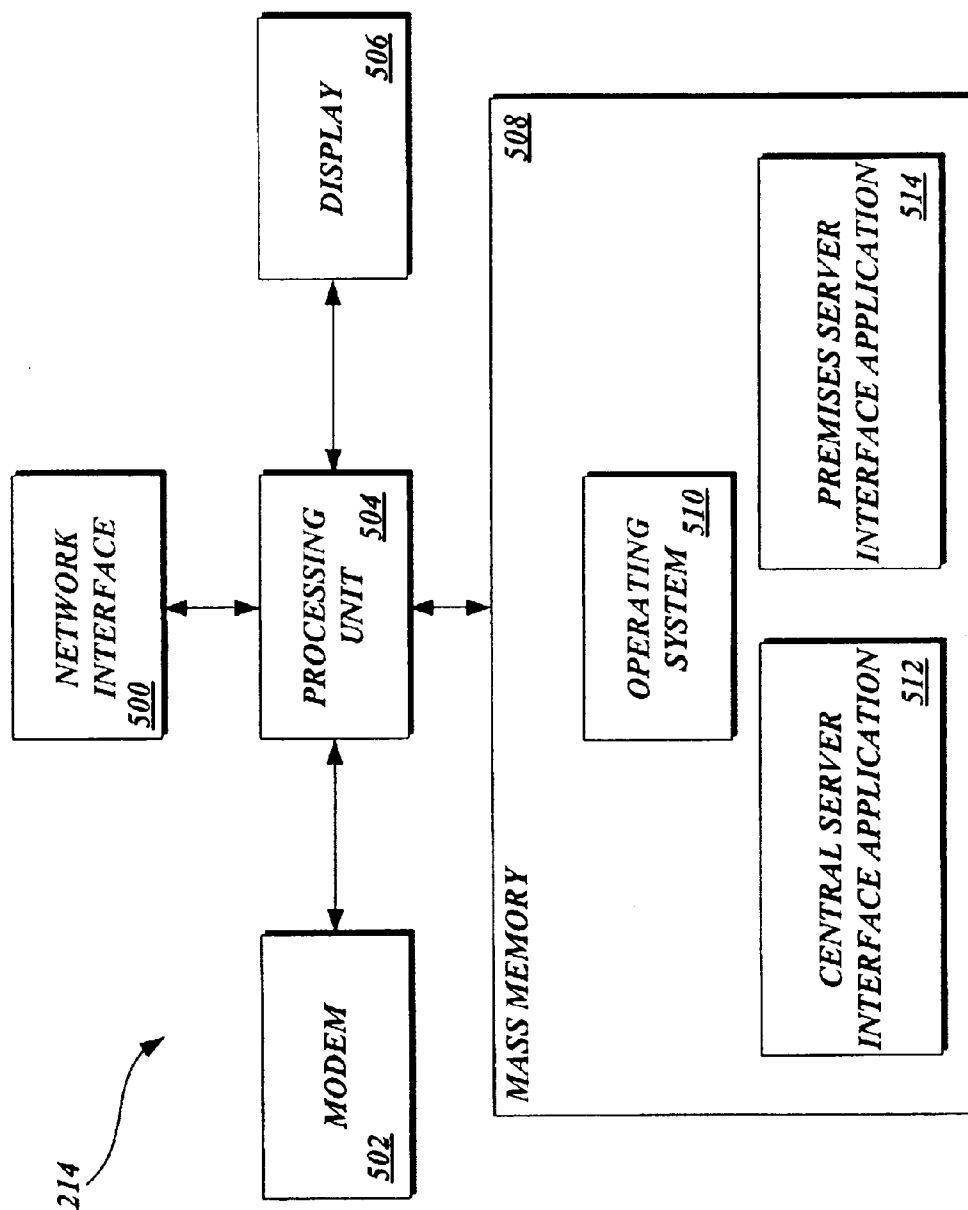 214
NETWORK
INTERFACE
500
MODEM
502
PROCESSING
UNIT
504
DISPLAY
506
MASS MEMORY
508
OPERATING
SYSTEM
510
CENTRAL SERVER
INTERFACE APPLICATION
512
PREMISES SERVER
INTERFACE APPLICATION
514